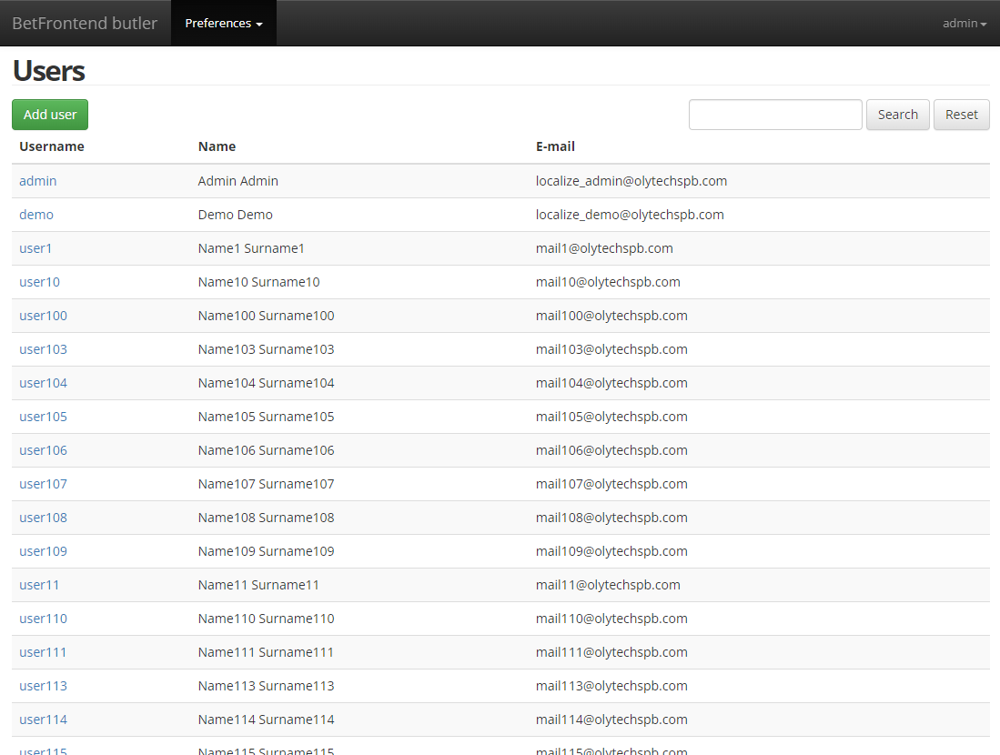 BetFrontend butler Preferences admin
Users
Add user Search Reset
Username Name E-mail
admin Admin Admin localize_admin@olytechspb.com
demo Demo Demo localize_demo@olytechspb.com
user1 Name1 Surname1 mail1@olytechspb.com
user10 Name10 Surname10 mail10@olytechspb.com
user100 Name100 Surname100 mail100@olytechspb.com
user103 Name103 Surname103 mail103@olytechspb.com
user104 Name104 Surname104 mail104@olytechspb.com
user105 Name105 Surname105 mail105@olytechspb.com
user106 Name106 Surname106 mail106@olytechspb.com
user107 Name107 Surname107 mail107@olytechspb.com
user108 Name108 Surname108 mail108@olytechspb.com
user109 Name109 Surname109 mail109@olytechspb.com
user11 Name11 Surname11 mail11@olytechspb.com
user110 Name110 Surname110 mail110@olytechspb.com
user111 Name111 Surname111 mail111@olytechspb.com
user113 Name113 Surname113 mail113@olytechspb.com
user114 Name114 Surname114 mail114@olytechspb.com
user115 Name115 Surname115 mail115@olytechspb.com